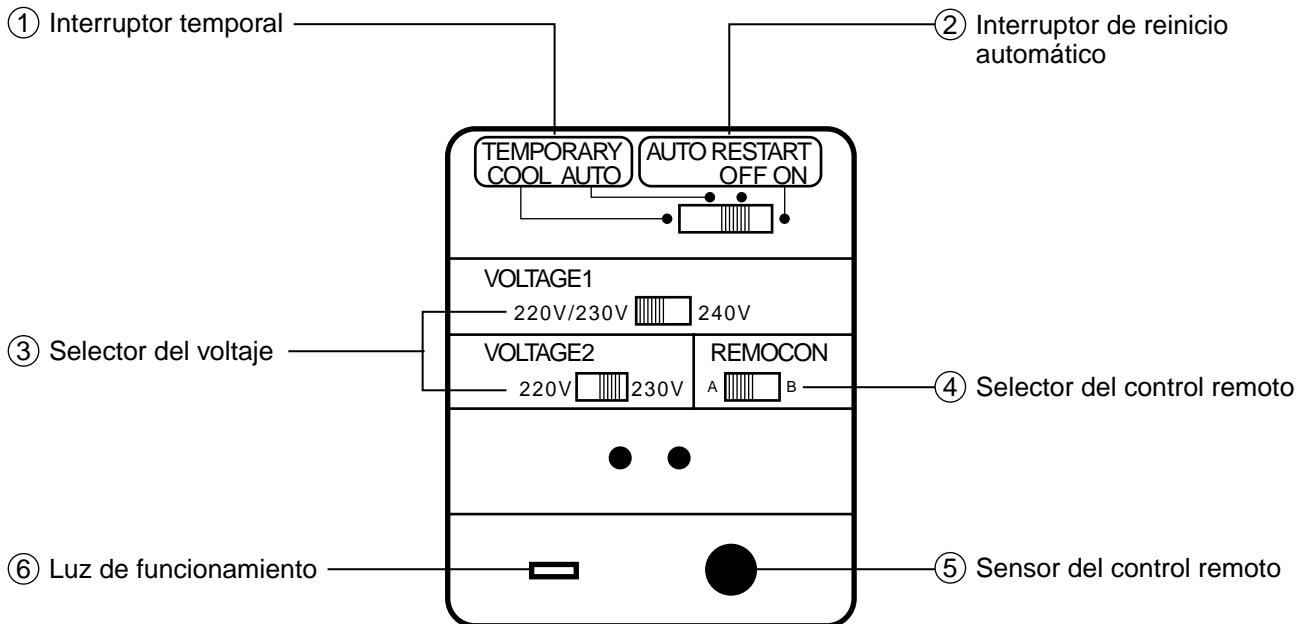 ① Interruptor temporal
② Interruptor de reinicio
automático
TEMPORARY
COOL AUTO
AUTO RESTART
OFF ON
VOLTAGE1
220V/230V 240V
③ Selector del voltaje
VOLTAGE2
220V 230V
REMOCON
A B
④ Selector del control remoto
⑥ Luz de funcionamiento
⑤ Sensor del control remoto